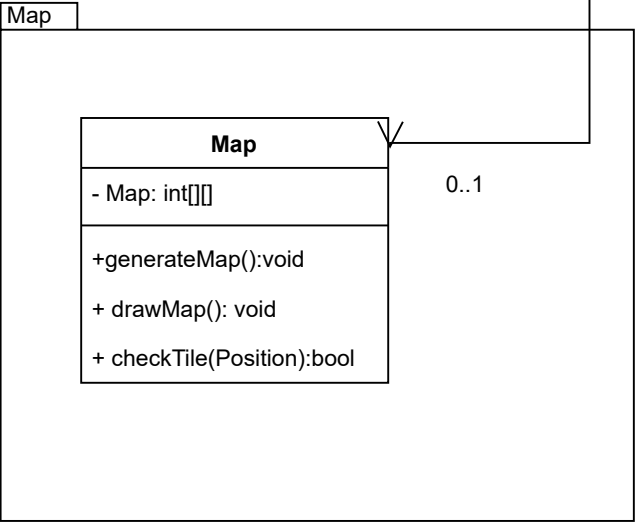 Map
Map
- Map: int[][]
0..1
+generateMap():void
+ drawMap(): void
+ checkTile(Position):bool